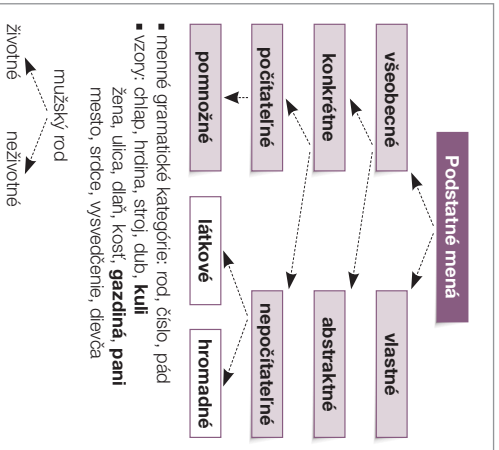 Podstatné mená
všeobecné
vlastné
konkrétne
abstraktné
počítateľné
nepočítateľné
pomnožné
látkové
hromadné
▪ menné gramatické kategórie: rod, číslo, pád
▪ vzory: chlap, hrdina, stroj, dub, kuli
žena, ulica, dlaň, kosť, gazdiná, pani
mesto, srdce, vysvedčenie, dievča
mužský rod
životné
neživotné